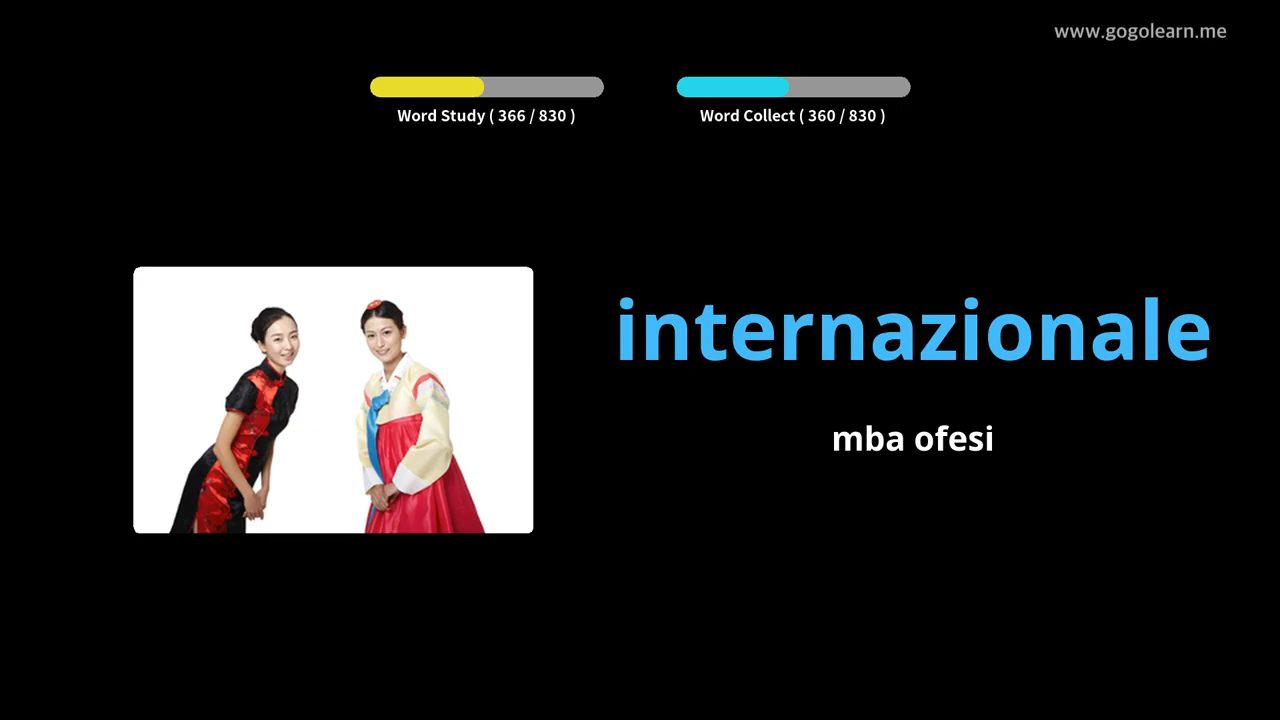 www.gogolearn.me
Word Study ( 366 / 830 )
Word Collect ( 360 / 830 )
internazionale
mba ofesi